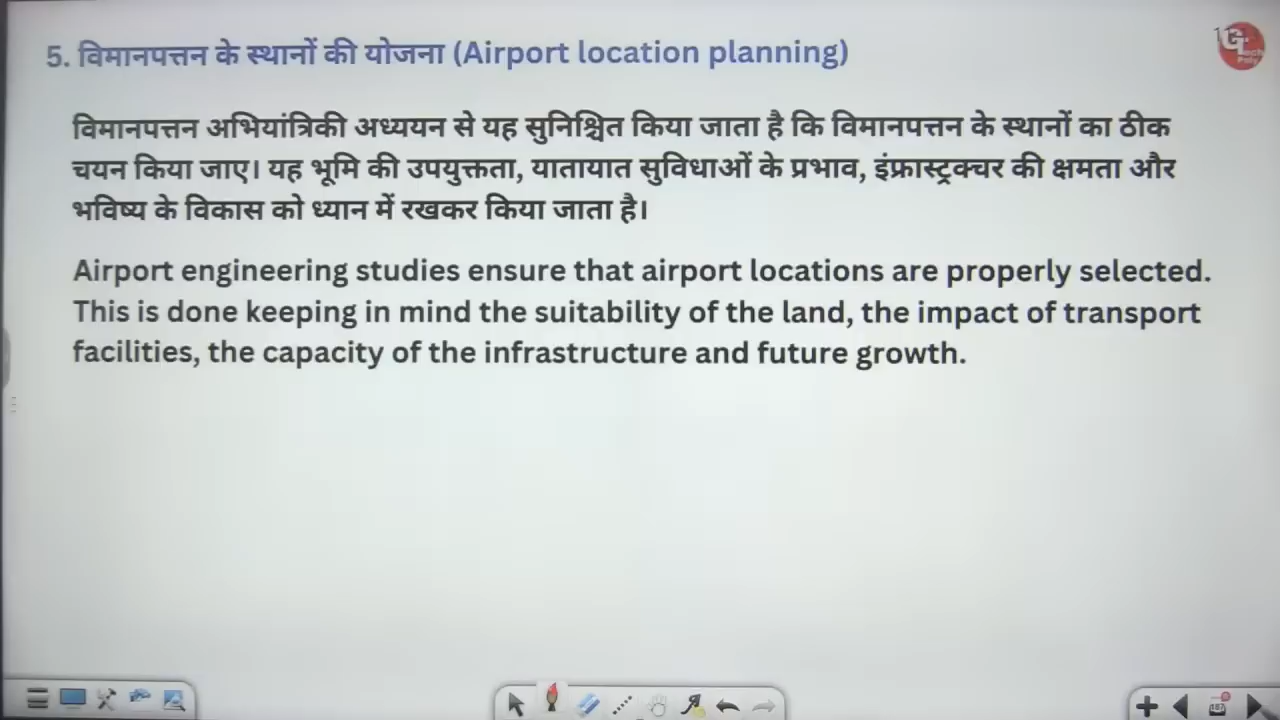 5. विमानपत्तन के स्थानों की योजना (Airport location planning)
विमानपत्तन अभियांत्रिकी अध्ययन से यह सुनिश्चित किया जाता है कि विमानपत्तन के स्थानों का ठीक
चयन किया जाए। यह भूमि की उपयुक्तता, यातायात सुविधाओं के प्रभाव, इंफ्रास्ट्रक्चर की क्षमता और
भविष्य के विकास को ध्यान में रखकर किया जाता है।
Airport engineering studies ensure that airport locations are properly selected.
This is done keeping in mind the suitability of the land, the impact of transport
facilities, the capacity of the infrastructure and future growth.